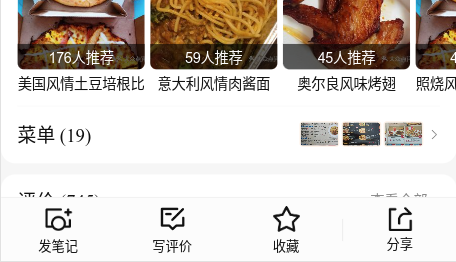 176人推荐
59人推荐
45人推荐
美国风情土豆培根比
意大利风情肉酱面
奥尔良风味烤翅
照烧风
菜单 (19)
发笔记
写评价
收藏
分享